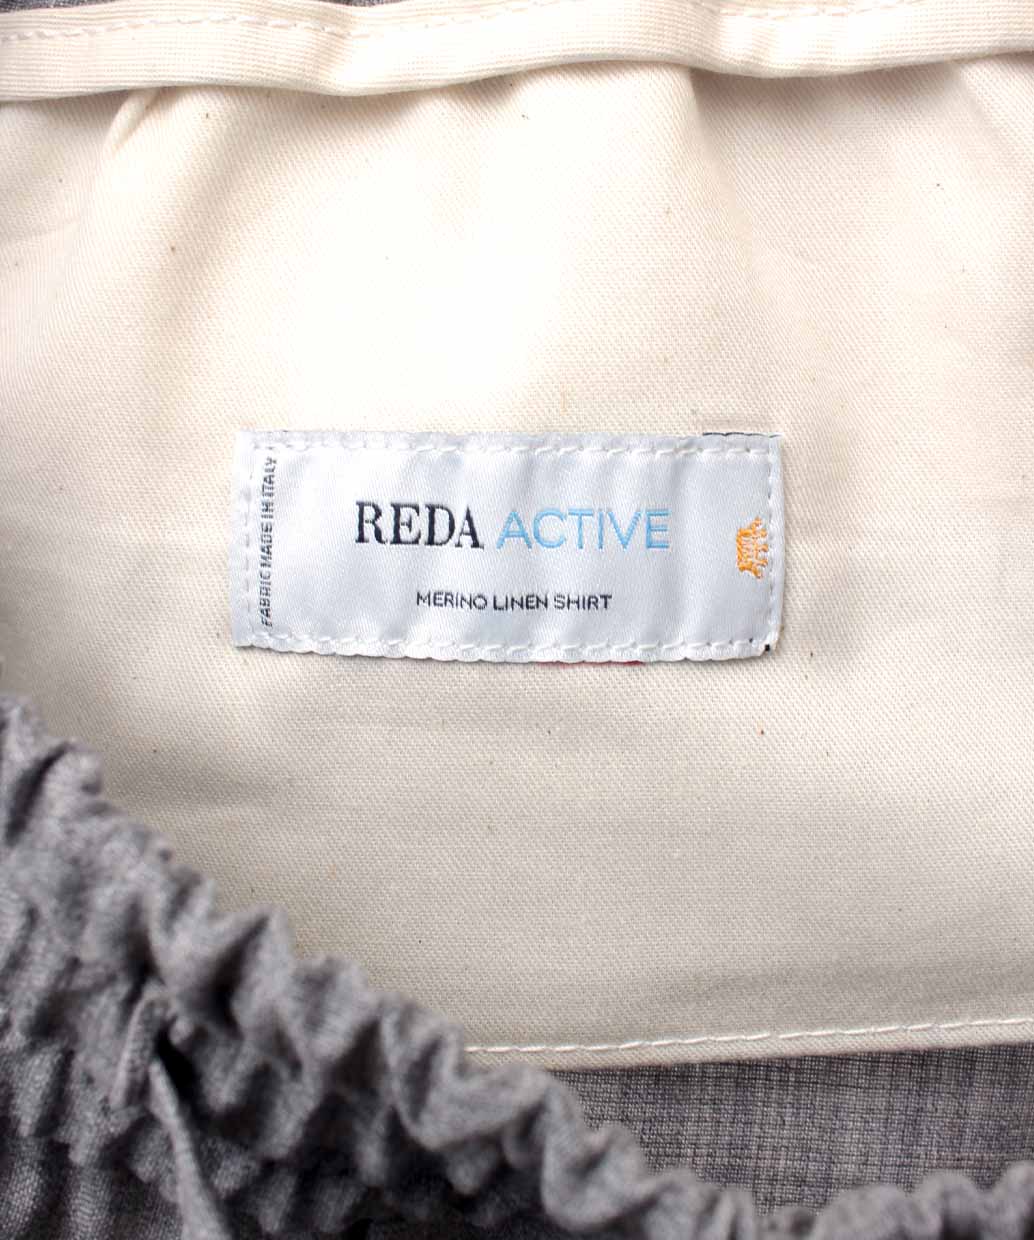 FABRIC MADE IN ITALY
REDA ACTIVE
MERINO LINEN SHIRT